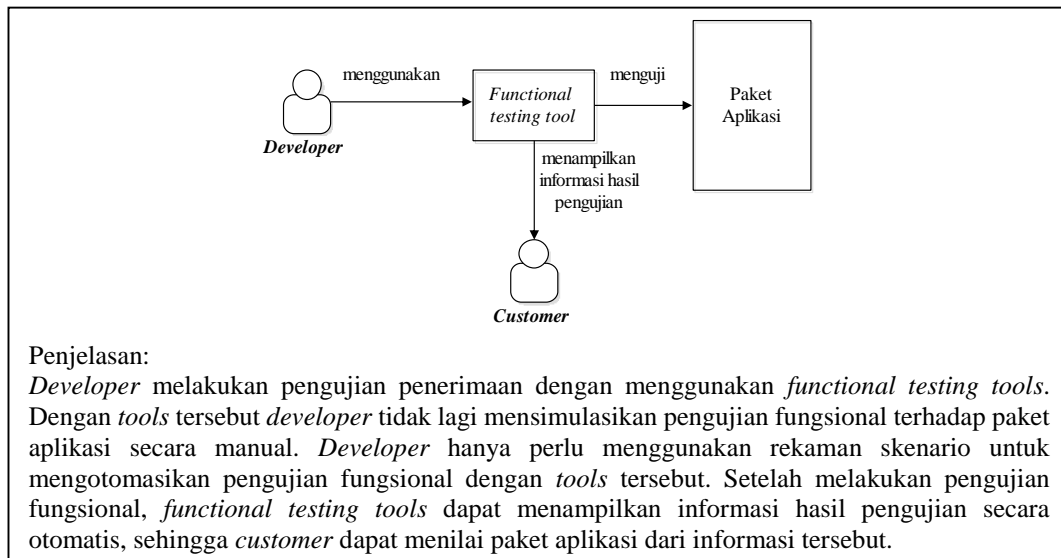 menggunakan
menguji
Functional
testing tool
Paket
Aplikasi
Developer
menampilkan
informasi hasil
pengujian
Customer
Penjelasan:
Developer melakukan pengujian penerimaan dengan menggunakan functional testing tools.
Dengan tools tersebut developer tidak lagi mensimulasikan pengujian fungsional terhadap paket
aplikasi secara manual. Developer hanya perlu menggunakan rekaman skenario untuk
mengotomasikan pengujian fungsional dengan tools tersebut. Setelah melakukan pengujian
fungsional, functional testing tools dapat menampilkan informasi hasil pengujian secara
otomatis, sehingga customer dapat menilai paket aplikasi dari informasi tersebut.